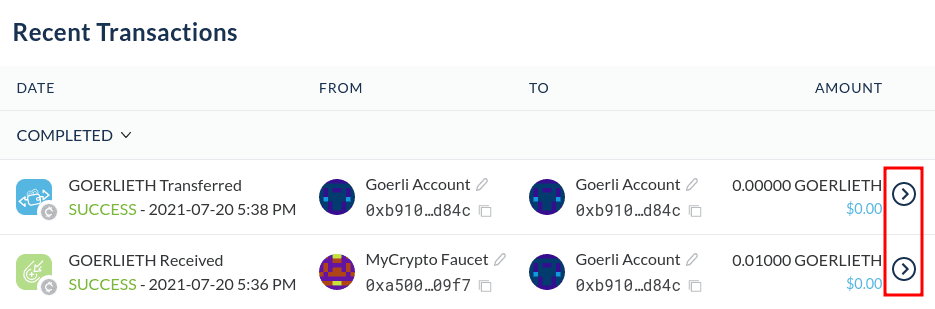 Recent Transactions
DATE FROM TO AMOUNT
COMPLETED
GOERLIETH Transferred Goerli Account Goerli Account 0.00000 GOERLIETH
SUCCESS - 2021-07-20 5:38 PM 0xb910…d84c 0xb910…d84c $0.00
GOERLIETH Received MyCrypto Faucet Goerli Account 0.01000 GOERLIETH
SUCCESS - 2021-07-20 5:36 PM 0xa500…09f7 0xb910…d84c $0.00